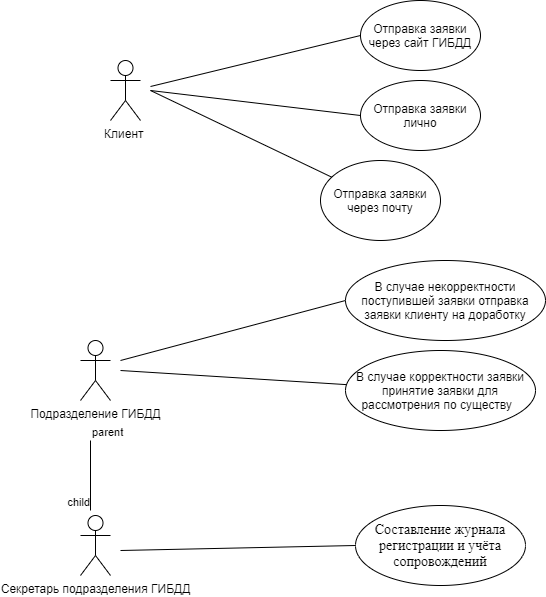 Отправка заявки
через сайт ГИБДД
Клиент
Отправка заявки
лично
Отправка заявки
через почту
В случае некорректности
поступившей заявки отправка
заявки клиенту на доработку
В случае корректности заявки
принятие заявки для
рассмотрения по существу
Подразделение ГИБДД
parent
child
Составление журнала
регистрации и учёта
сопровождений
Секретарь подразделения ГИБДД